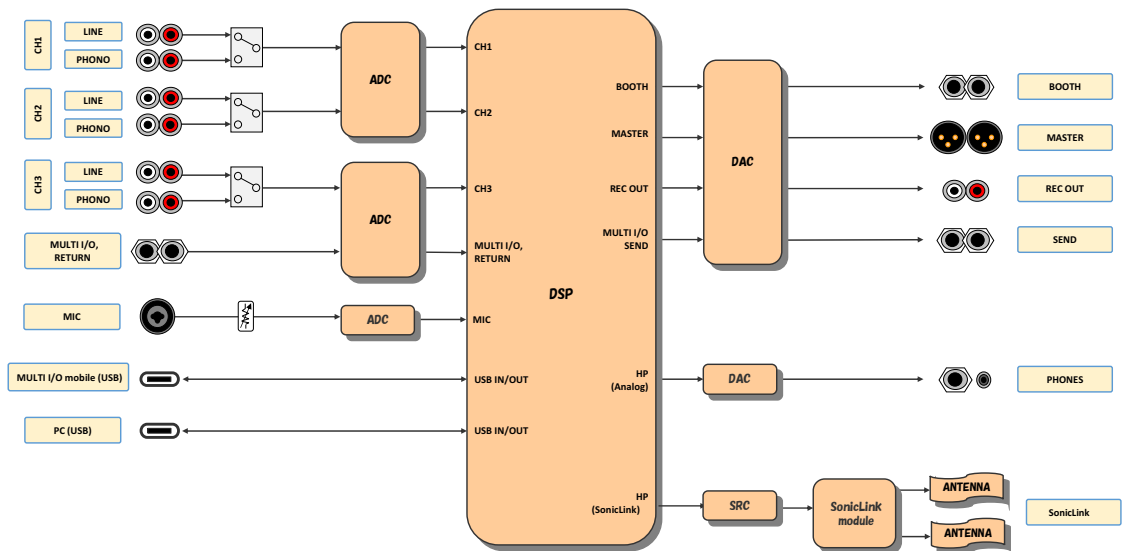 CH1
LINE
PHONO
CH2
LINE
PHONO
CH3
LINE
PHONO
MULTI I/O,
RETURN
MIC
MULTI I/O mobile (USB)
PC (USB)
ADC
ADC
ADC
CH1
CH2
CH3
MULTI I/O,
RETURN
MIC
USB IN/OUT
USB IN/OUT
DSP
BOOTH
MASTER
REC OUT
MULTI I/O
SEND
HP
(Analog)
HP
(SonicLink)
DAC
DAC
SRC
SonicLink
module
ANTENNA
ANTENNA
BOOTH
MASTER
REC OUT
SEND
PHONES
SonicLink